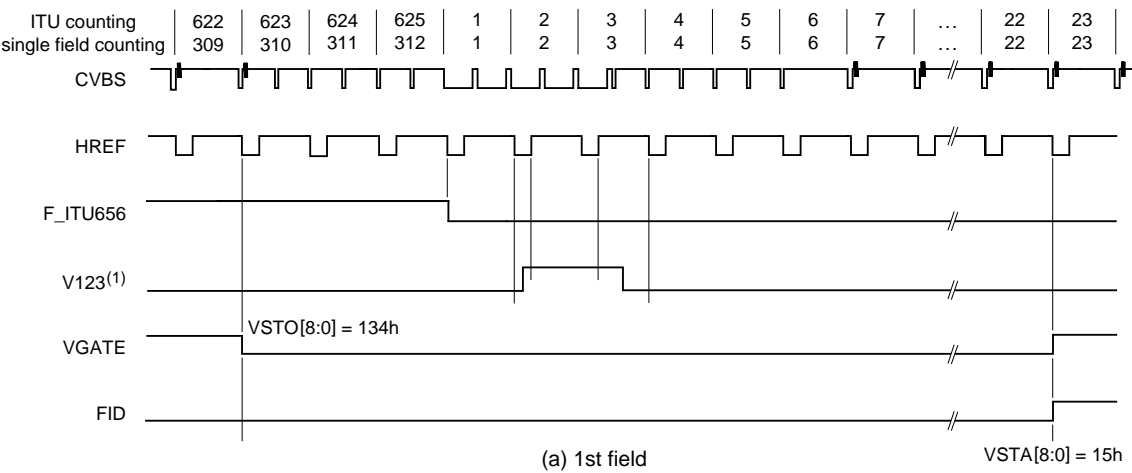 ITU counting 622 623 624 625 1 2 3 4 5 6 7 ... 22 23
single field counting 309 310 311 312 1 2 3 4 5 6 7 ... 22 23
CVBS
HREF
F_ITU656
V123(1)
VSTO[8:0] = 134h
VGATE
FID
(a) 1st field
VSTA[8:0] = 15h